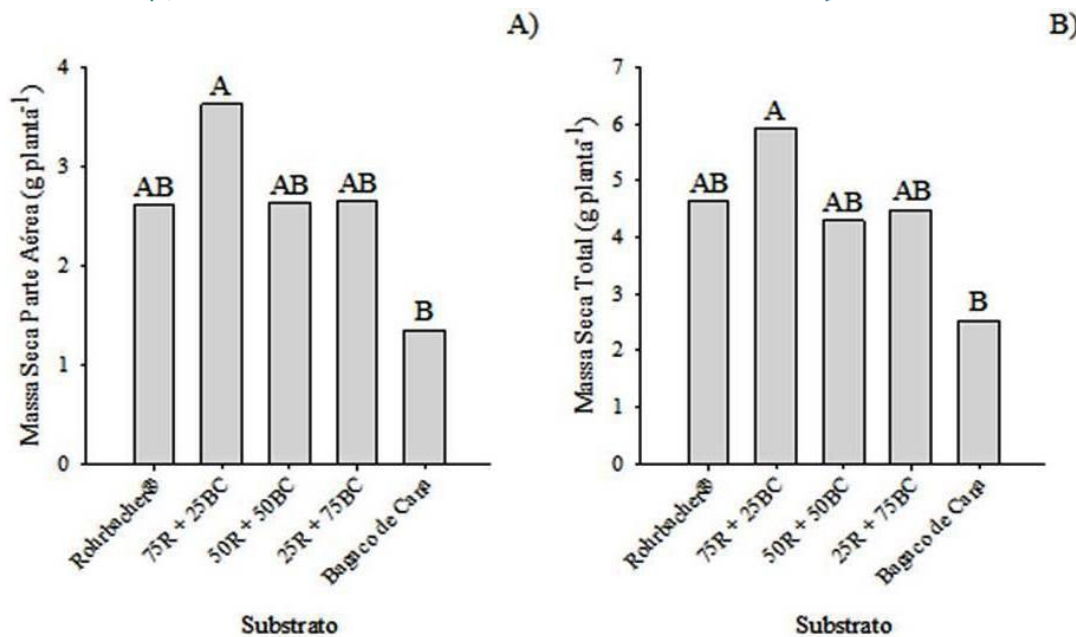 A)
Massa Seca Parte Aérea (g planta-1)
4
3
2
1
0
AB
A
AB
AB
B
Rohrbacher®
75R + 25BC
50R + 50BC
25R + 75BC
Bagaco de Cana
Substrato
B)
Massa Seca Total (g planta-1)
7
6
5
4
3
2
1
0
AB
A
AB
AB
B
Rohrbacher®
75R + 25BC
50R + 50BC
25R + 75BC
Bagaco de Cana
Substrato